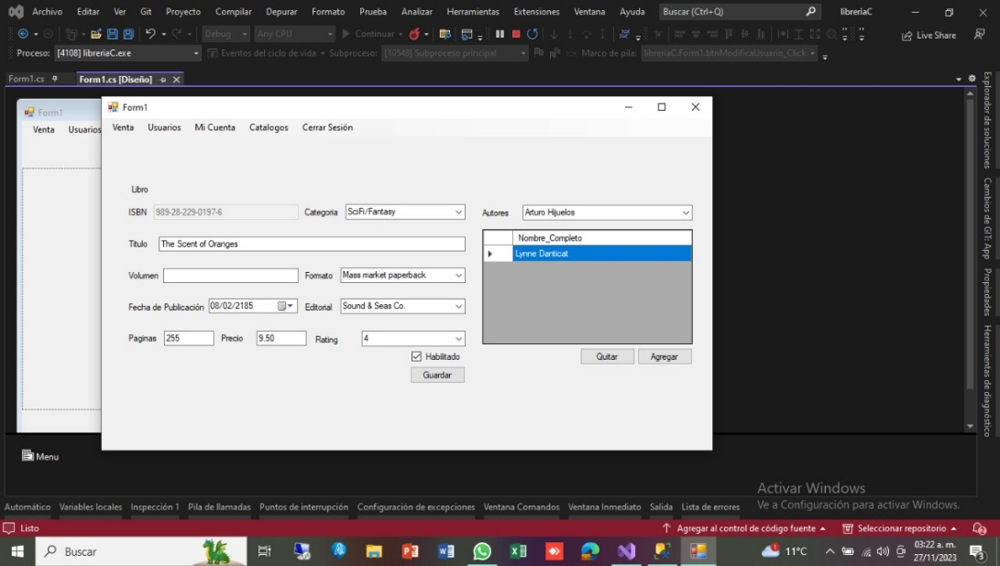 Archivo Editar Ver Git Proyecto Compilar Depurar Formato Prueba Analizar Herramientas Extensiones Ventana Ayuda Buscar (Ctrl+Q) libreriaC
Debug Any CPU Continuar Live Share
Proceso: [4108] libreriaC.exe Eventos del ciclo de vida Subproceso: [10548] Subproceso principal Marco de pila: libreriaC.Form1.btnModificaUsuario_Click
Form1.cs Form1.cs [Diseño]
Form1
Venta Usuarios
Form1
Venta Usuarios Mi Cuenta Catalogos Cerrar Sesión
Libro
ISBN 989-28-229-0197-6 Categoria SciFi/Fantasy Autores Arturo Hijuelos
Titulo The Scent of Oranges
Nombre_Completo
Lynne Danticat
Volumen Formato Mass market paperback
Fecha de Publicación 08/02/2185 Editorial Sound & Seas Co.
Paginas 255 Precio 9.50 Rating 4
Habilitado
Quitar Agregar
Guardar
Explorador de soluciones
Cambios de GIT: App
Propiedades
Herramientas de diagnóstico
Menu
Activar Windows
Ve a Configuración para activar Windows.
Automático Variables locales Inspección 1 Pila de llamadas Puntos de interrupción Configuración de excepciones Ventana Comandos Ventana Inmediato Salida Lista de errores
Listo Agregar al control de código fuente Seleccionar repositorio
Buscar 11°C 03:22 a. m.
27/11/2023